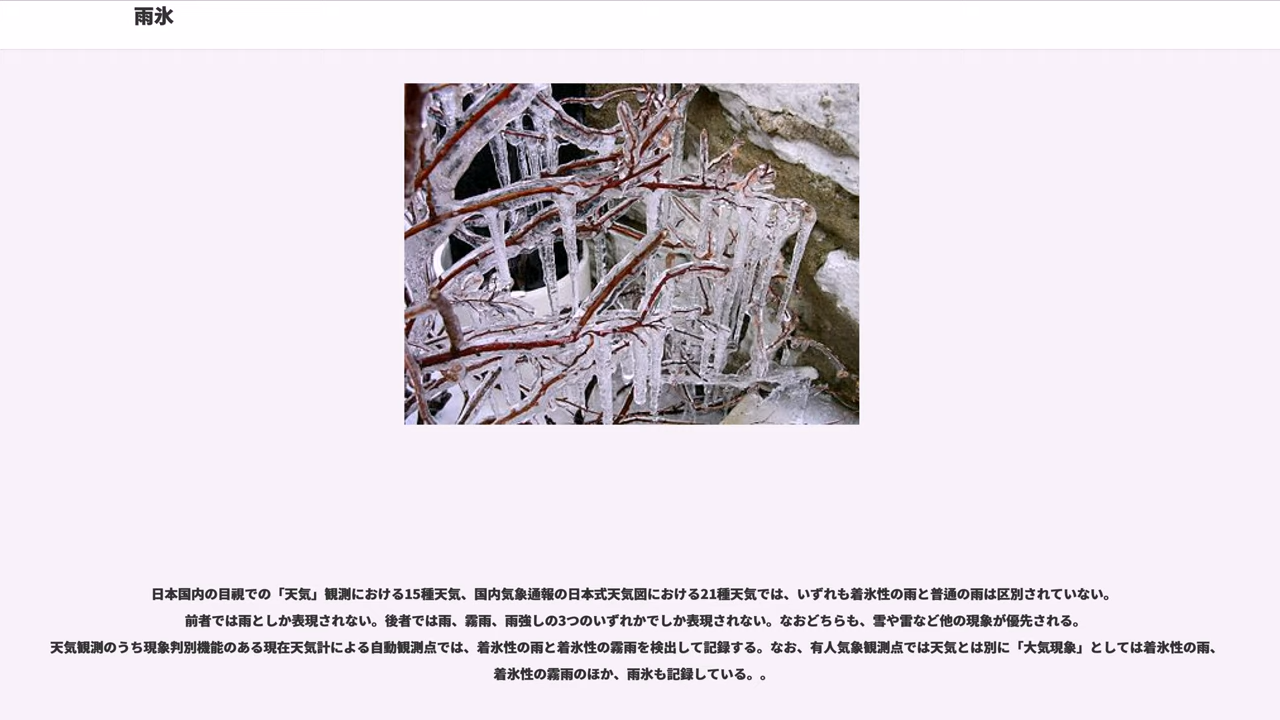 雨氷
日本国内の目視での「天気」観測における15種天気、国内気象通報の日本式天気図における21種天気では、いずれも着氷性の雨と普通の雨は区別されていない。
前者では雨としか表現されない。後者では雨、霧雨、雨強しの3つのいずれかでしか表現されない。なおどちらも、雪や雷など他の現象が優先される。
天気観測のうち現象判別機能のある現在天気計による自動観測点では、着氷性の雨と着氷性の霧雨を検出して記録する。なお、有人気象観測点では天気とは別に「大気現象」としては着氷性の雨、
着氷性の霧雨のほか、雨氷も記録している。。